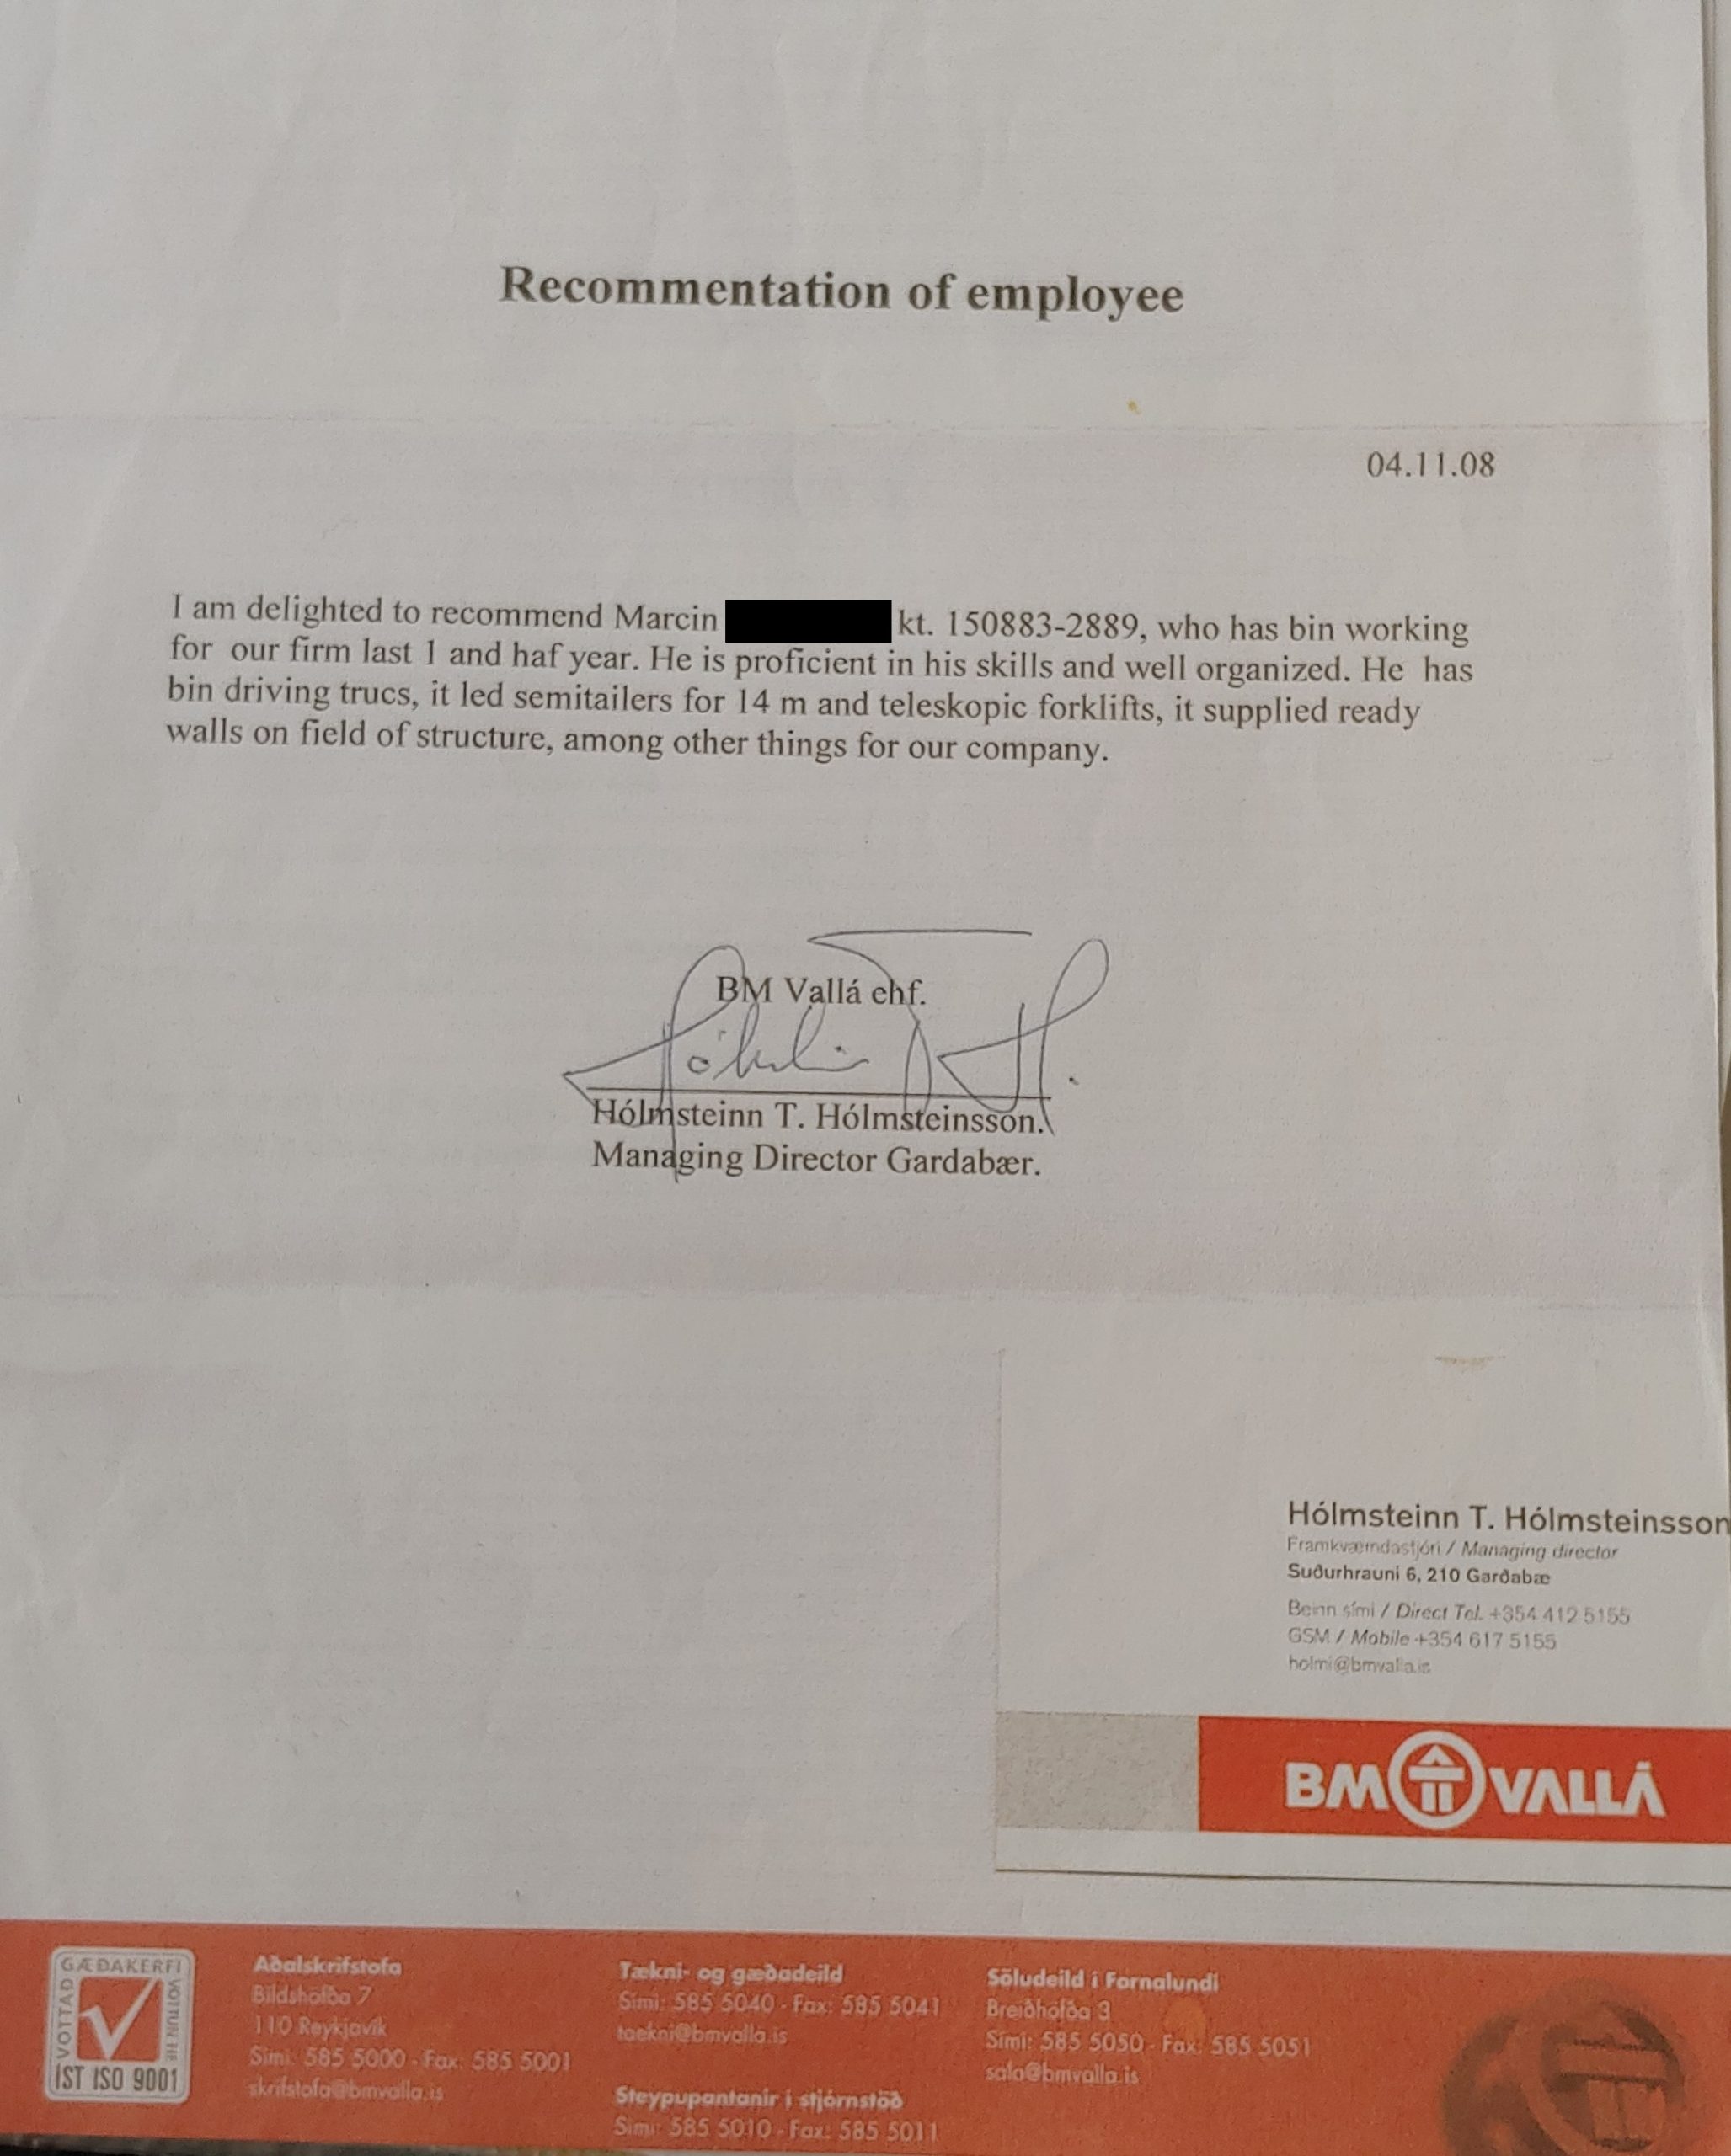 Recommentation of employee
04.11.08
I am delighted to recommend Marcin kt. 150883-2889, who has bin working
for our firm last 1 and haf year. He is proficient in his skills and well organized. He has
bin driving trucs, it led semitailers for 14 m and teleskopic forklifts, it supplied ready
walls on field of structure, among other things for our company.
BM Vallá ehf.
Hólmsteinn T. Hólmsteinsson.
Managing Director Gardabær.
Hólmsteinn T. Hólmsteinsson
Framkvæmdastjóri / Managing director
Suðurhrauni 6, 210 Garðabæ
Beinn sími / Direct Tel. +354 412 5155
GSM / Mobile +354 617 5155
holmi@bmvalla.is
BM VALLÁ
GÆÐAKERFI
VOTTAÐ
VOTTUN HF
ÍST ISO 9001
Aðalskrifstofa
Bíldshöfða 7
110 Reykjavík
Sími: 585 5000 - Fax: 585 5001
skrifstofa@bmvalla.is
Tækni- og gæðadeild
Sími: 585 5040 - Fax: 585 5041
taekni@bmvalla.is
Steypupantanir í stjórnstöð
Sími: 585 5010 - Fax: 585 5011
Söludeild í Fornalundi
Breiðhöfða 3
Sími: 585 5050 - Fax: 585 5051
sala@bmvalla.is